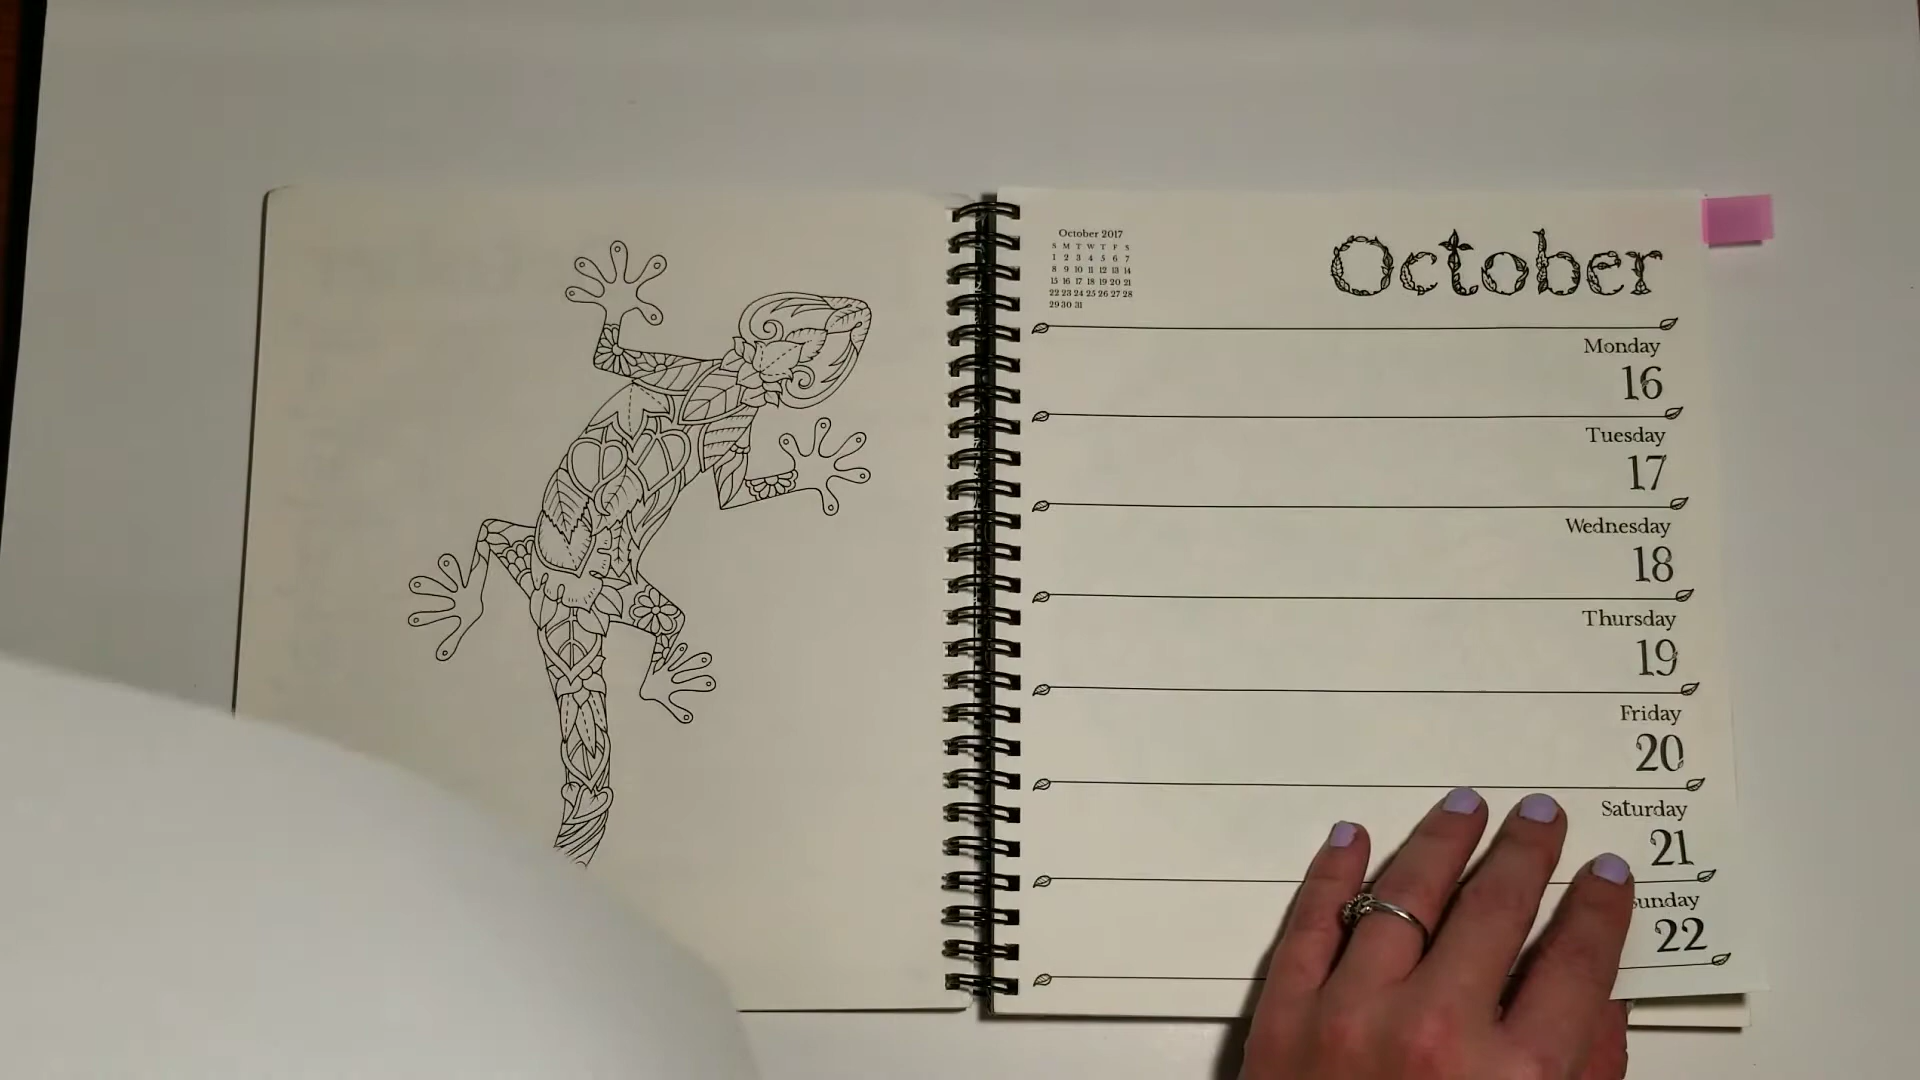 October 2017
S M T W T F S
1 2 3 4 5 6 7
8 9 10 11 12 13 14
15 16 17 18 19 20 21
22 23 24 25 26 27 28
29 30 31
October
Monday
16
Tuesday
17
Wednesday
18
Thursday
19
Friday
20
Saturday
21
Sunday
22